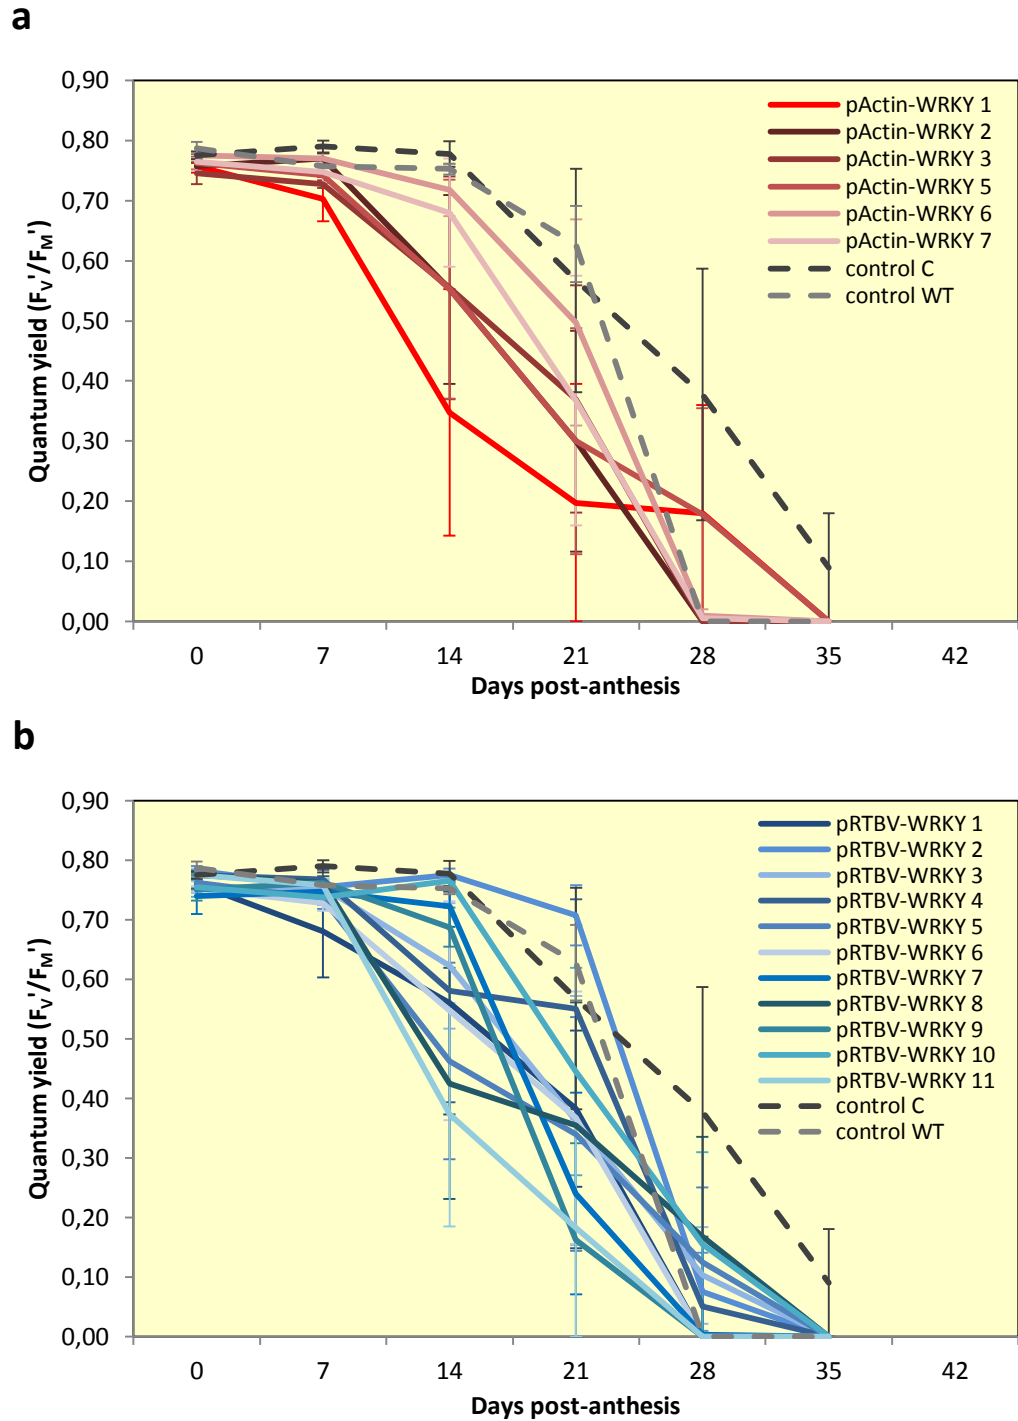 a
0,90
0,80
0,70
0,60
0,50
0,40
0,30
0,20
0,10
0,00
Quantum yield (FV'/FM')
pActin-WRKY 1
pActin-WRKY 2
pActin-WRKY 3
pActin-WRKY 5
pActin-WRKY 6
pActin-WRKY 7
control C
control WT
0 7 14 21 28 35 42
Days post-anthesis
b
0,90
0,80
0,70
0,60
0,50
0,40
0,30
0,20
0,10
0,00
Quantum yield (FV'/FM')
pRTBV-WRKY 1
pRTBV-WRKY 2
pRTBV-WRKY 3
pRTBV-WRKY 4
pRTBV-WRKY 5
pRTBV-WRKY 6
pRTBV-WRKY 7
pRTBV-WRKY 8
pRTBV-WRKY 9
pRTBV-WRKY 10
pRTBV-WRKY 11
control C
control WT
0 7 14 21 28 35 42
Days post-anthesis